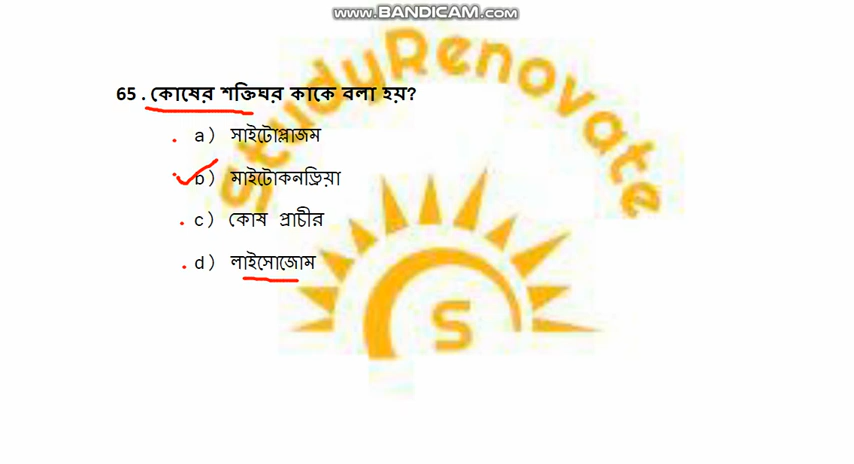 www.BANDICAM.com
StudyRenovate
65 . কোষের শক্তিঘর কাকে বলা হয়?
a) সাইটোপ্লাজম
b) মাইটোকনড্রিয়া
c) কোষ প্রাচীর
d) লাইসোজোম
S